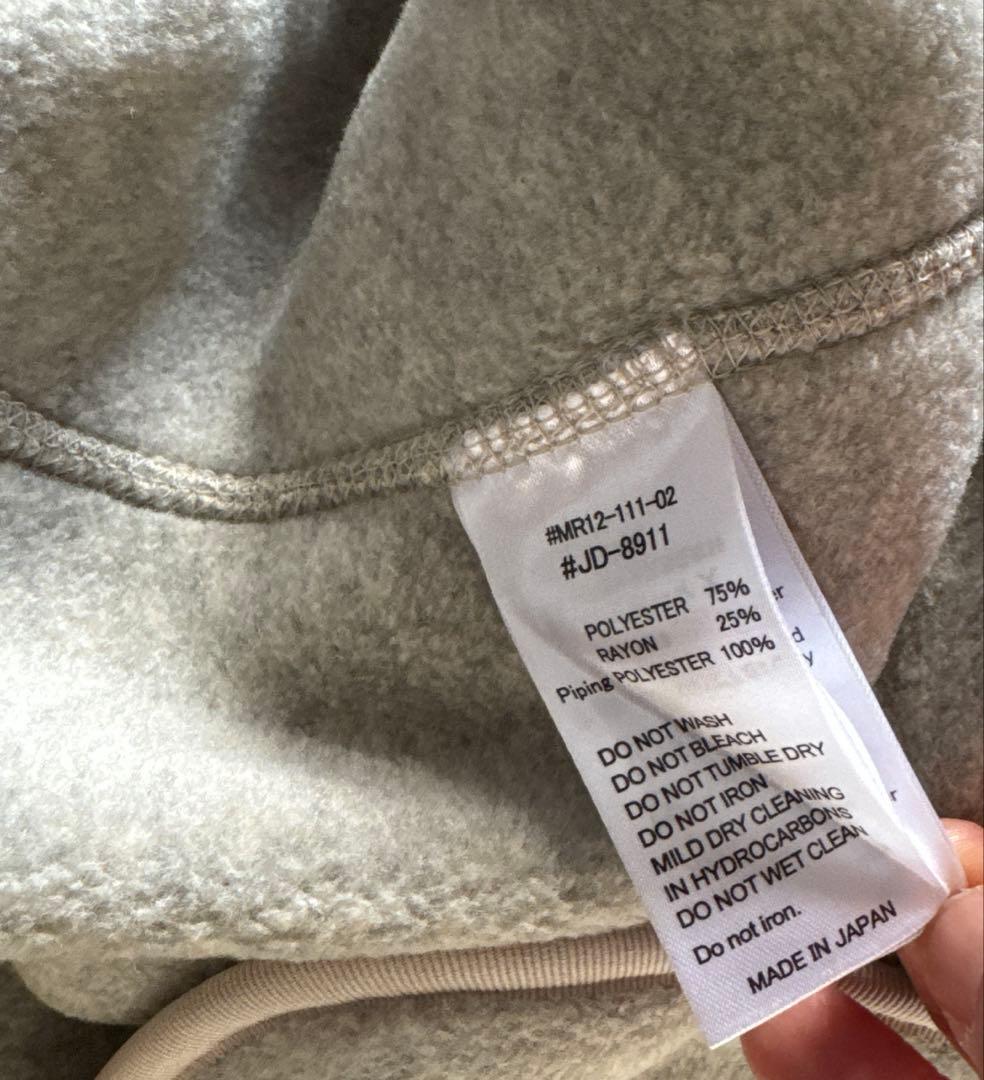 #MR12-111-02
#JD-8911
POLYESTER 75%
RAYON 25%
Piping POLYESTER 100%
DO NOT WASH
DO NOT BLEACH
DO NOT TUMBLE DRY
DO NOT IRON
MILD DRY CLEANING
IN HYDROCARBONS
DO NOT WET CLEAN
Do not iron.
MADE IN JAPAN